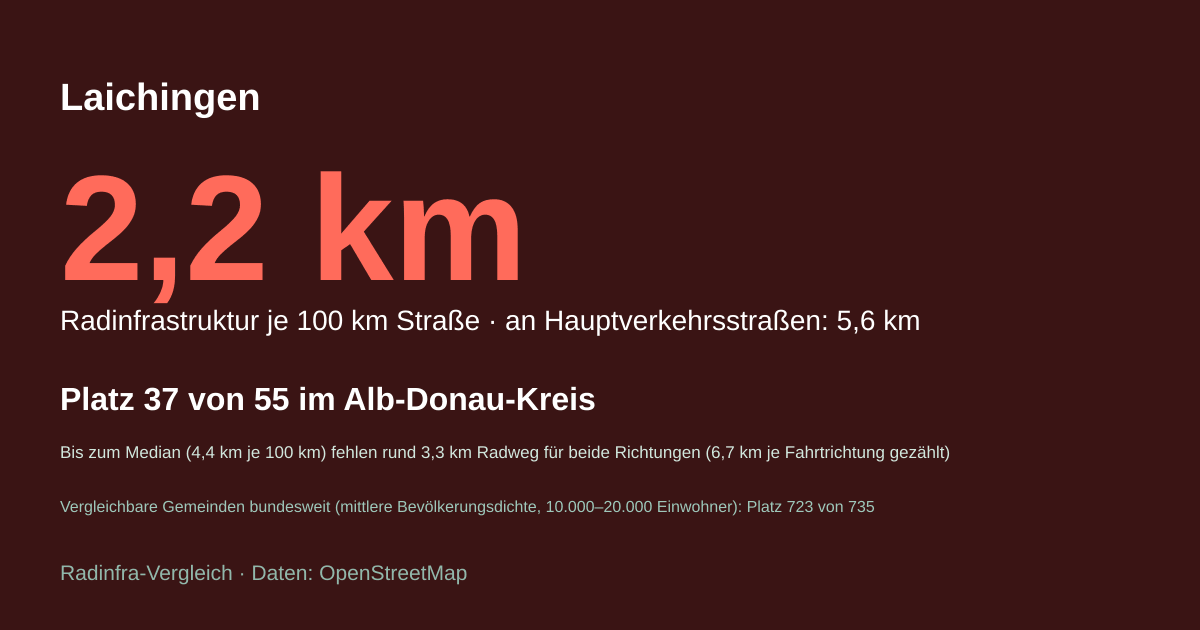 Laichingen
2,2 km
Radinfrastruktur je 100 km Straße · an Hauptverkehrsstraßen: 5,6 km
Platz 37 von 55 im Alb-Donau-Kreis
Bis zum Median (4,4 km je 100 km) fehlen rund 3,3 km Radweg für beide Richtungen (6,7 km je Fahrtrichtung gezählt)
Vergleichbare Gemeinden bundesweit (mittlere Bevölkerungsdichte, 10.000–20.000 Einwohner): Platz 723 von 735
Radinfra-Vergleich · Daten: OpenStreetMap